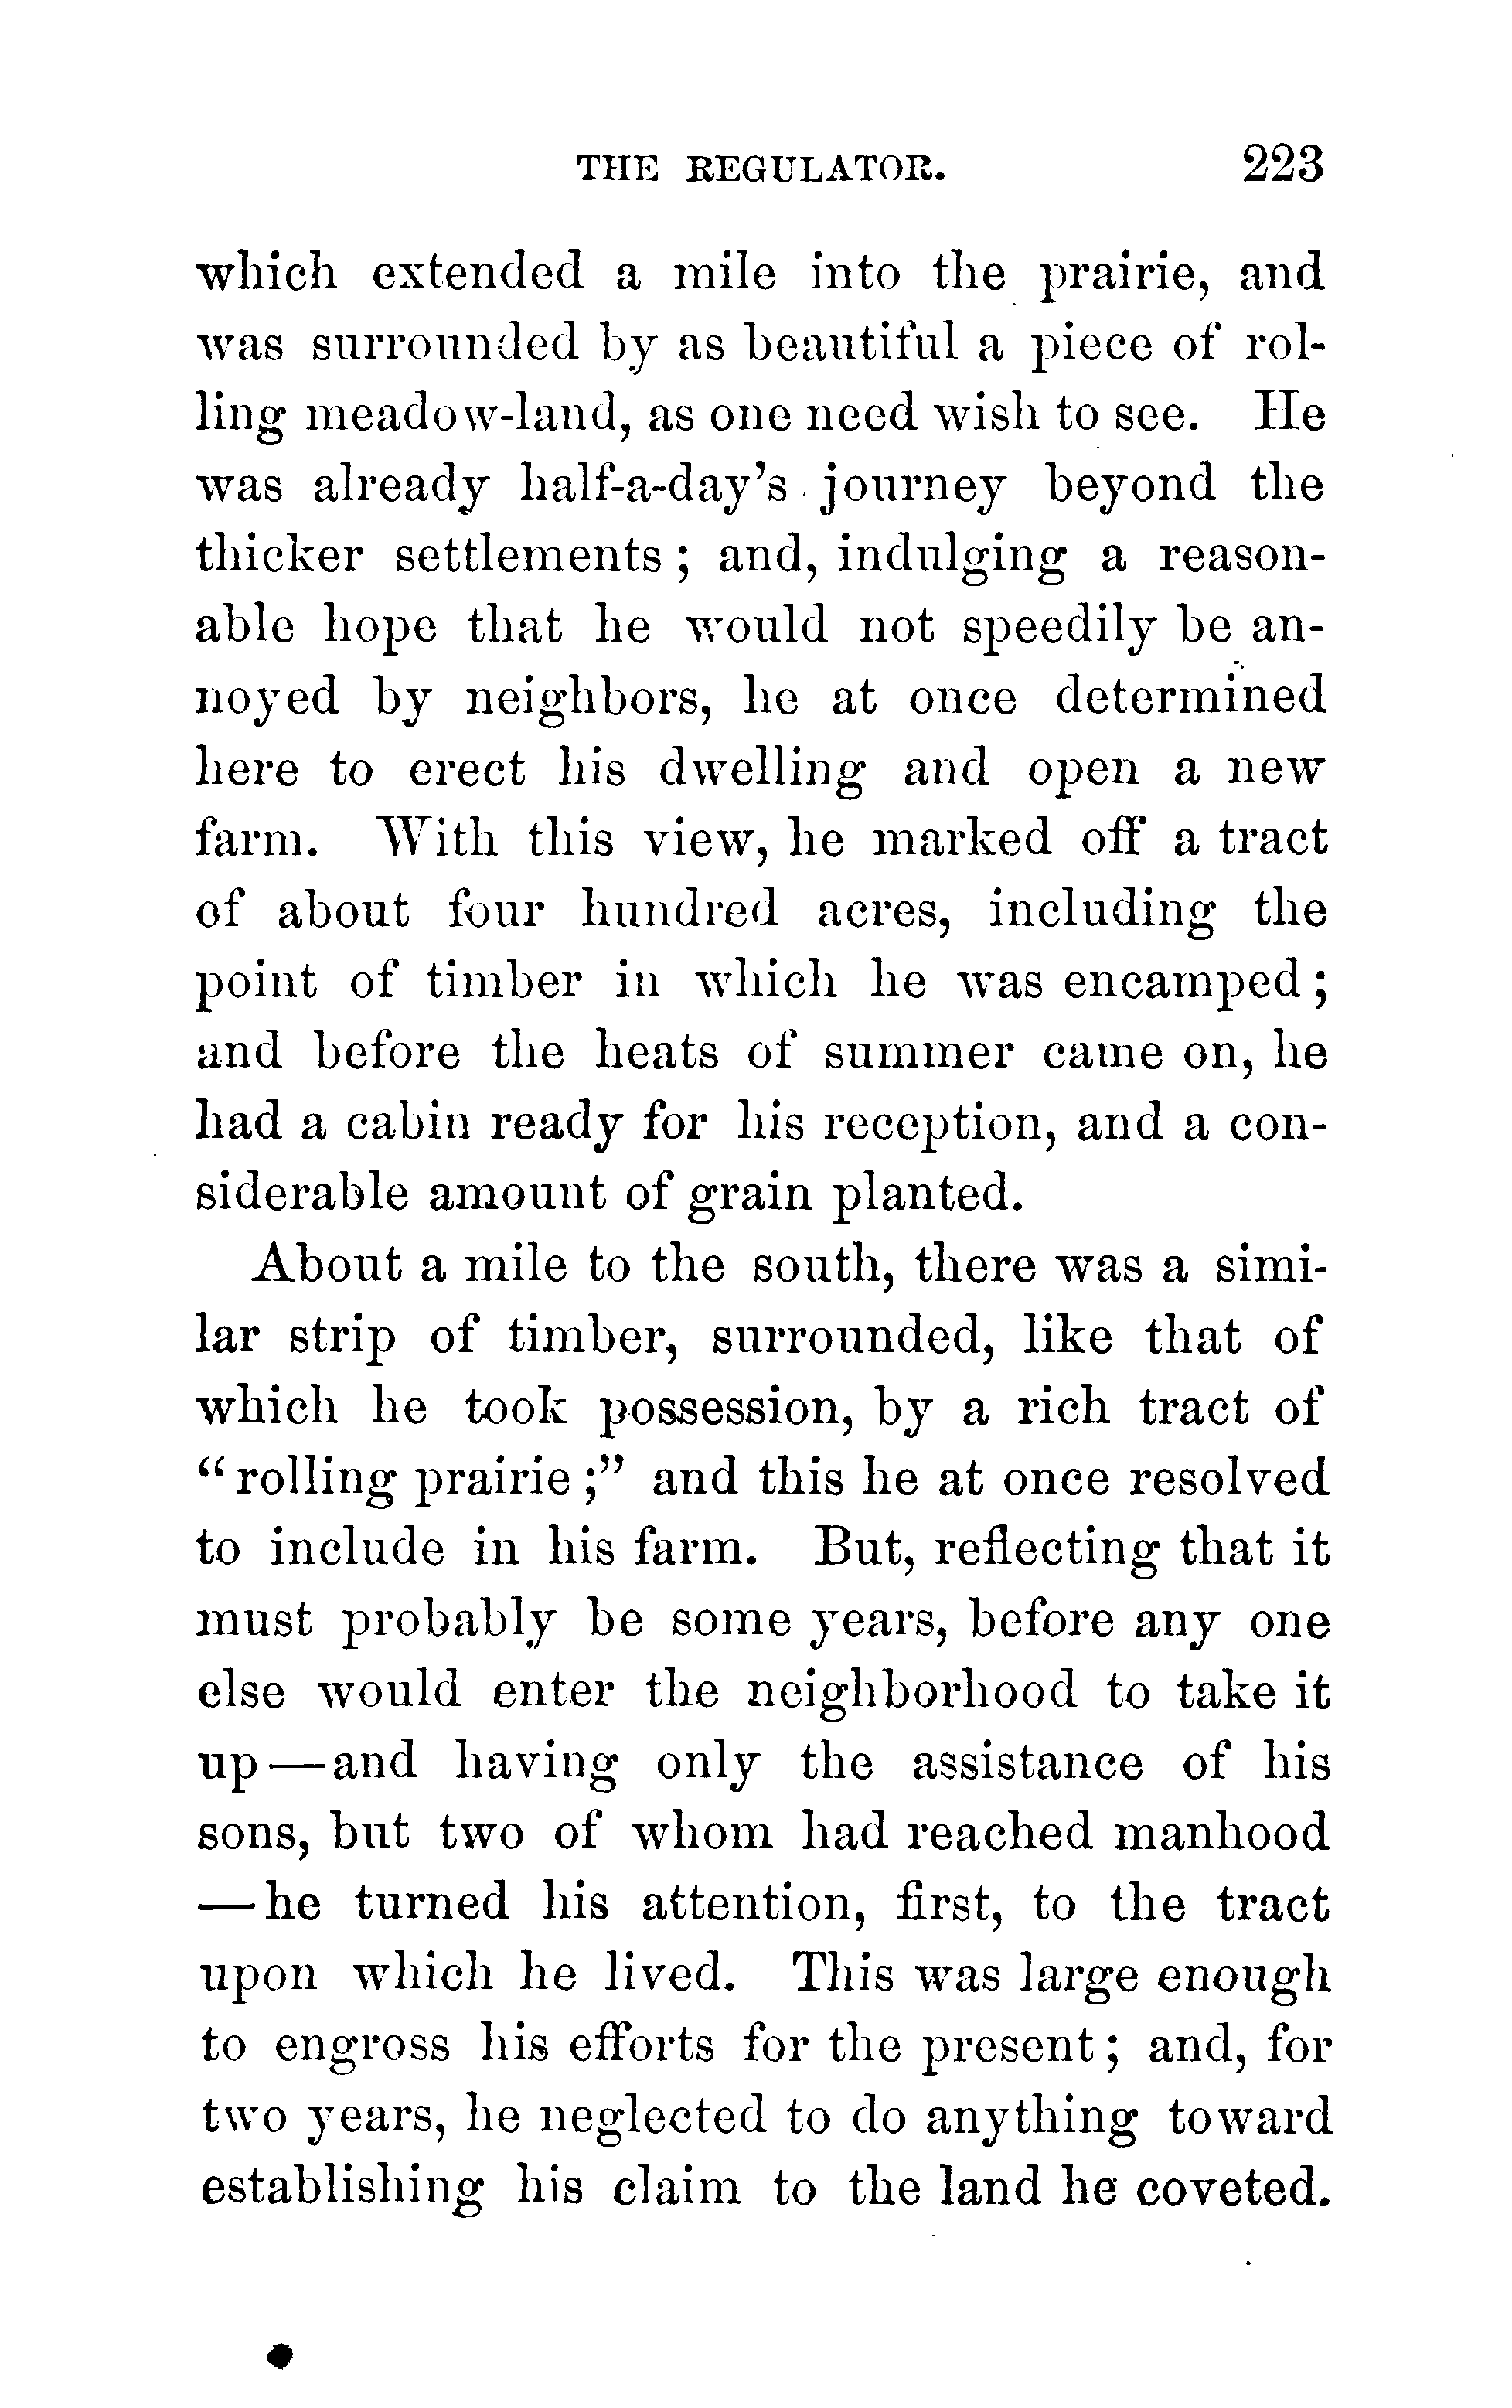 THE REGULATOR. 223
which extended a mile into the prairie, and
was surrounded by as beautiful a piece of rol-
ling meadow-land, as one need wish to see. He
was already half-a-day's journey beyond the
thicker settlements ; and, indulging a reason-
able hope that he would not speedily be an-
noyed by neighbors, he at once determined
here to erect his dwelling and open a new
farm. With this view, he marked off a tract
of about four hundred acres, including the
point of timber in which he was encamped ;
and before the heats of summer came on, he
had a cabin ready for his reception, and a con-
siderable amount of grain planted.
About a mile to the south, there was a simi-
lar strip of timber, surrounded, like that of
which he took possession, by a rich tract of
“rolling prairie ;” and this he at once resolved
to include in his farm. But, reflecting that it
must probably be some years, before any one
else would enter the neighborhood to take it
up—and having only the assistance of his
sons, but two of whom had reached manhood
—he turned his attention, first, to the tract
upon which he lived. This was large enough
to engross his efforts for the present ; and, for
two years, he neglected to do anything toward
establishing his claim to the land he coveted.